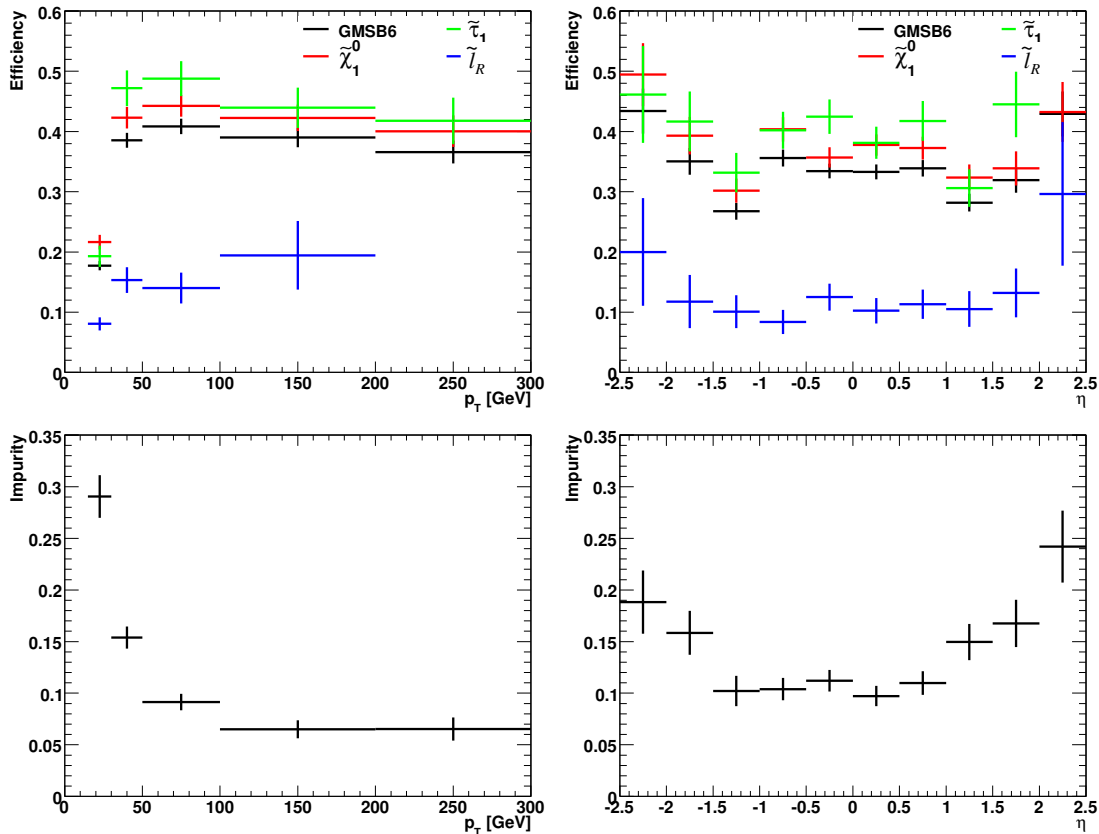 Efficiency
0.6
0.5
0.4
0.3
0.2
0.1
0
GMSB6
χ̃₁⁰
τ̃₁
l̃_R
0 50 100 150 200 250 300
p_T [GeV]
Efficiency
0.6
0.5
0.4
0.3
0.2
0.1
0
GMSB6
χ̃₁⁰
τ̃₁
l̃_R
-2.5 -2 -1.5 -1 -0.5 0 0.5 1 1.5 2 2.5
η
Impurity
0.35
0.3
0.25
0.2
0.15
0.1
0.05
0
0 50 100 150 200 250 300
p_T [GeV]
Impurity
0.35
0.3
0.25
0.2
0.15
0.1
0.05
0
-2.5 -2 -1.5 -1 -0.5 0 0.5 1 1.5 2 2.5
η